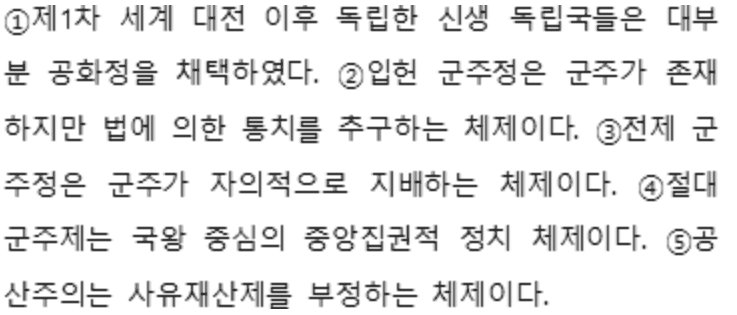 ①제1차 세계 대전 이후 독립한 신생 독립국들은 대부
분 공화정을 채택하였다. ②입헌 군주정은 군주가 존재
하지만 법에 의한 통치를 추구하는 체제이다. ③전제 군
주정은 군주가 자의적으로 지배하는 체제이다. ④절대
군주제는 국왕 중심의 중앙집권적 정치 체제이다. ⑤공
산주의는 사유재산제를 부정하는 체제이다.